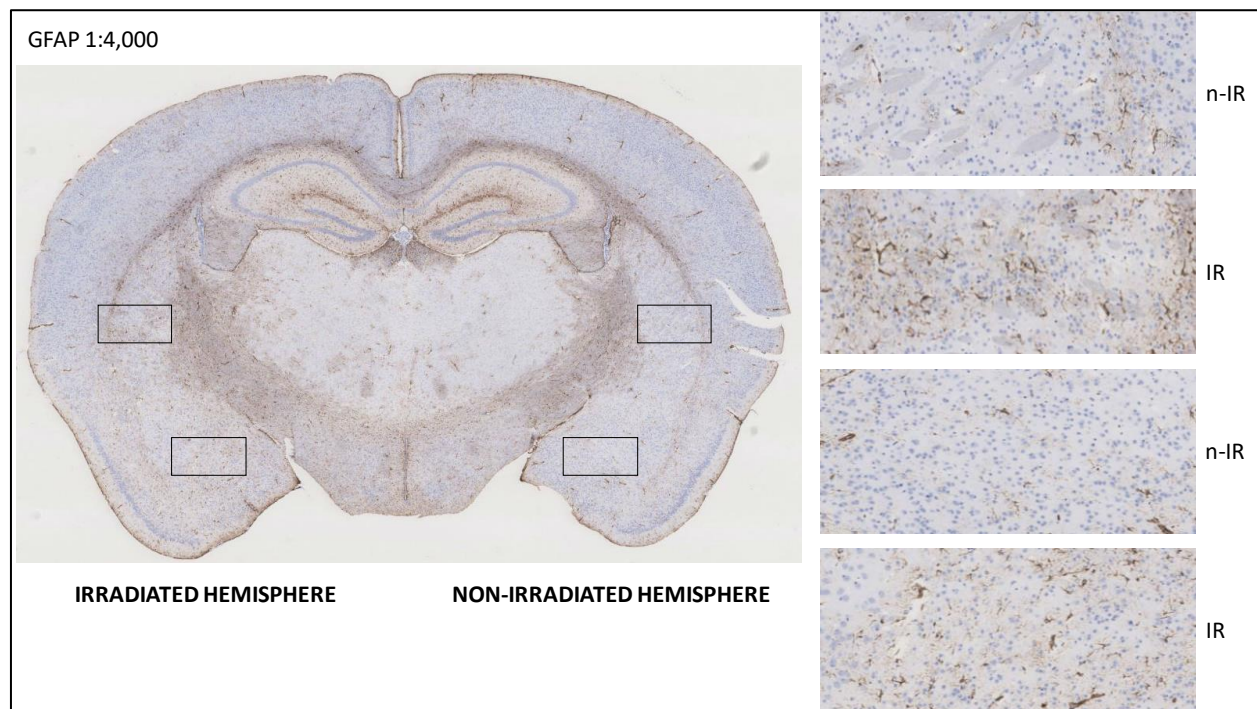 GFAP 1:4,000
n-IR
IR
n-IR
IR
IRRADIATED HEMISPHERE
NON-IRRADIATED HEMISPHERE